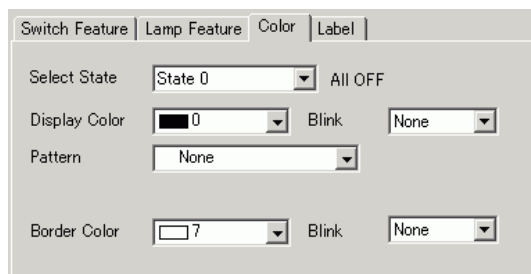 Switch Feature Lamp Feature Color Label
Select State State 0 All OFF
Display Color 0 Blink None
Pattern None
Border Color 7 Blink None